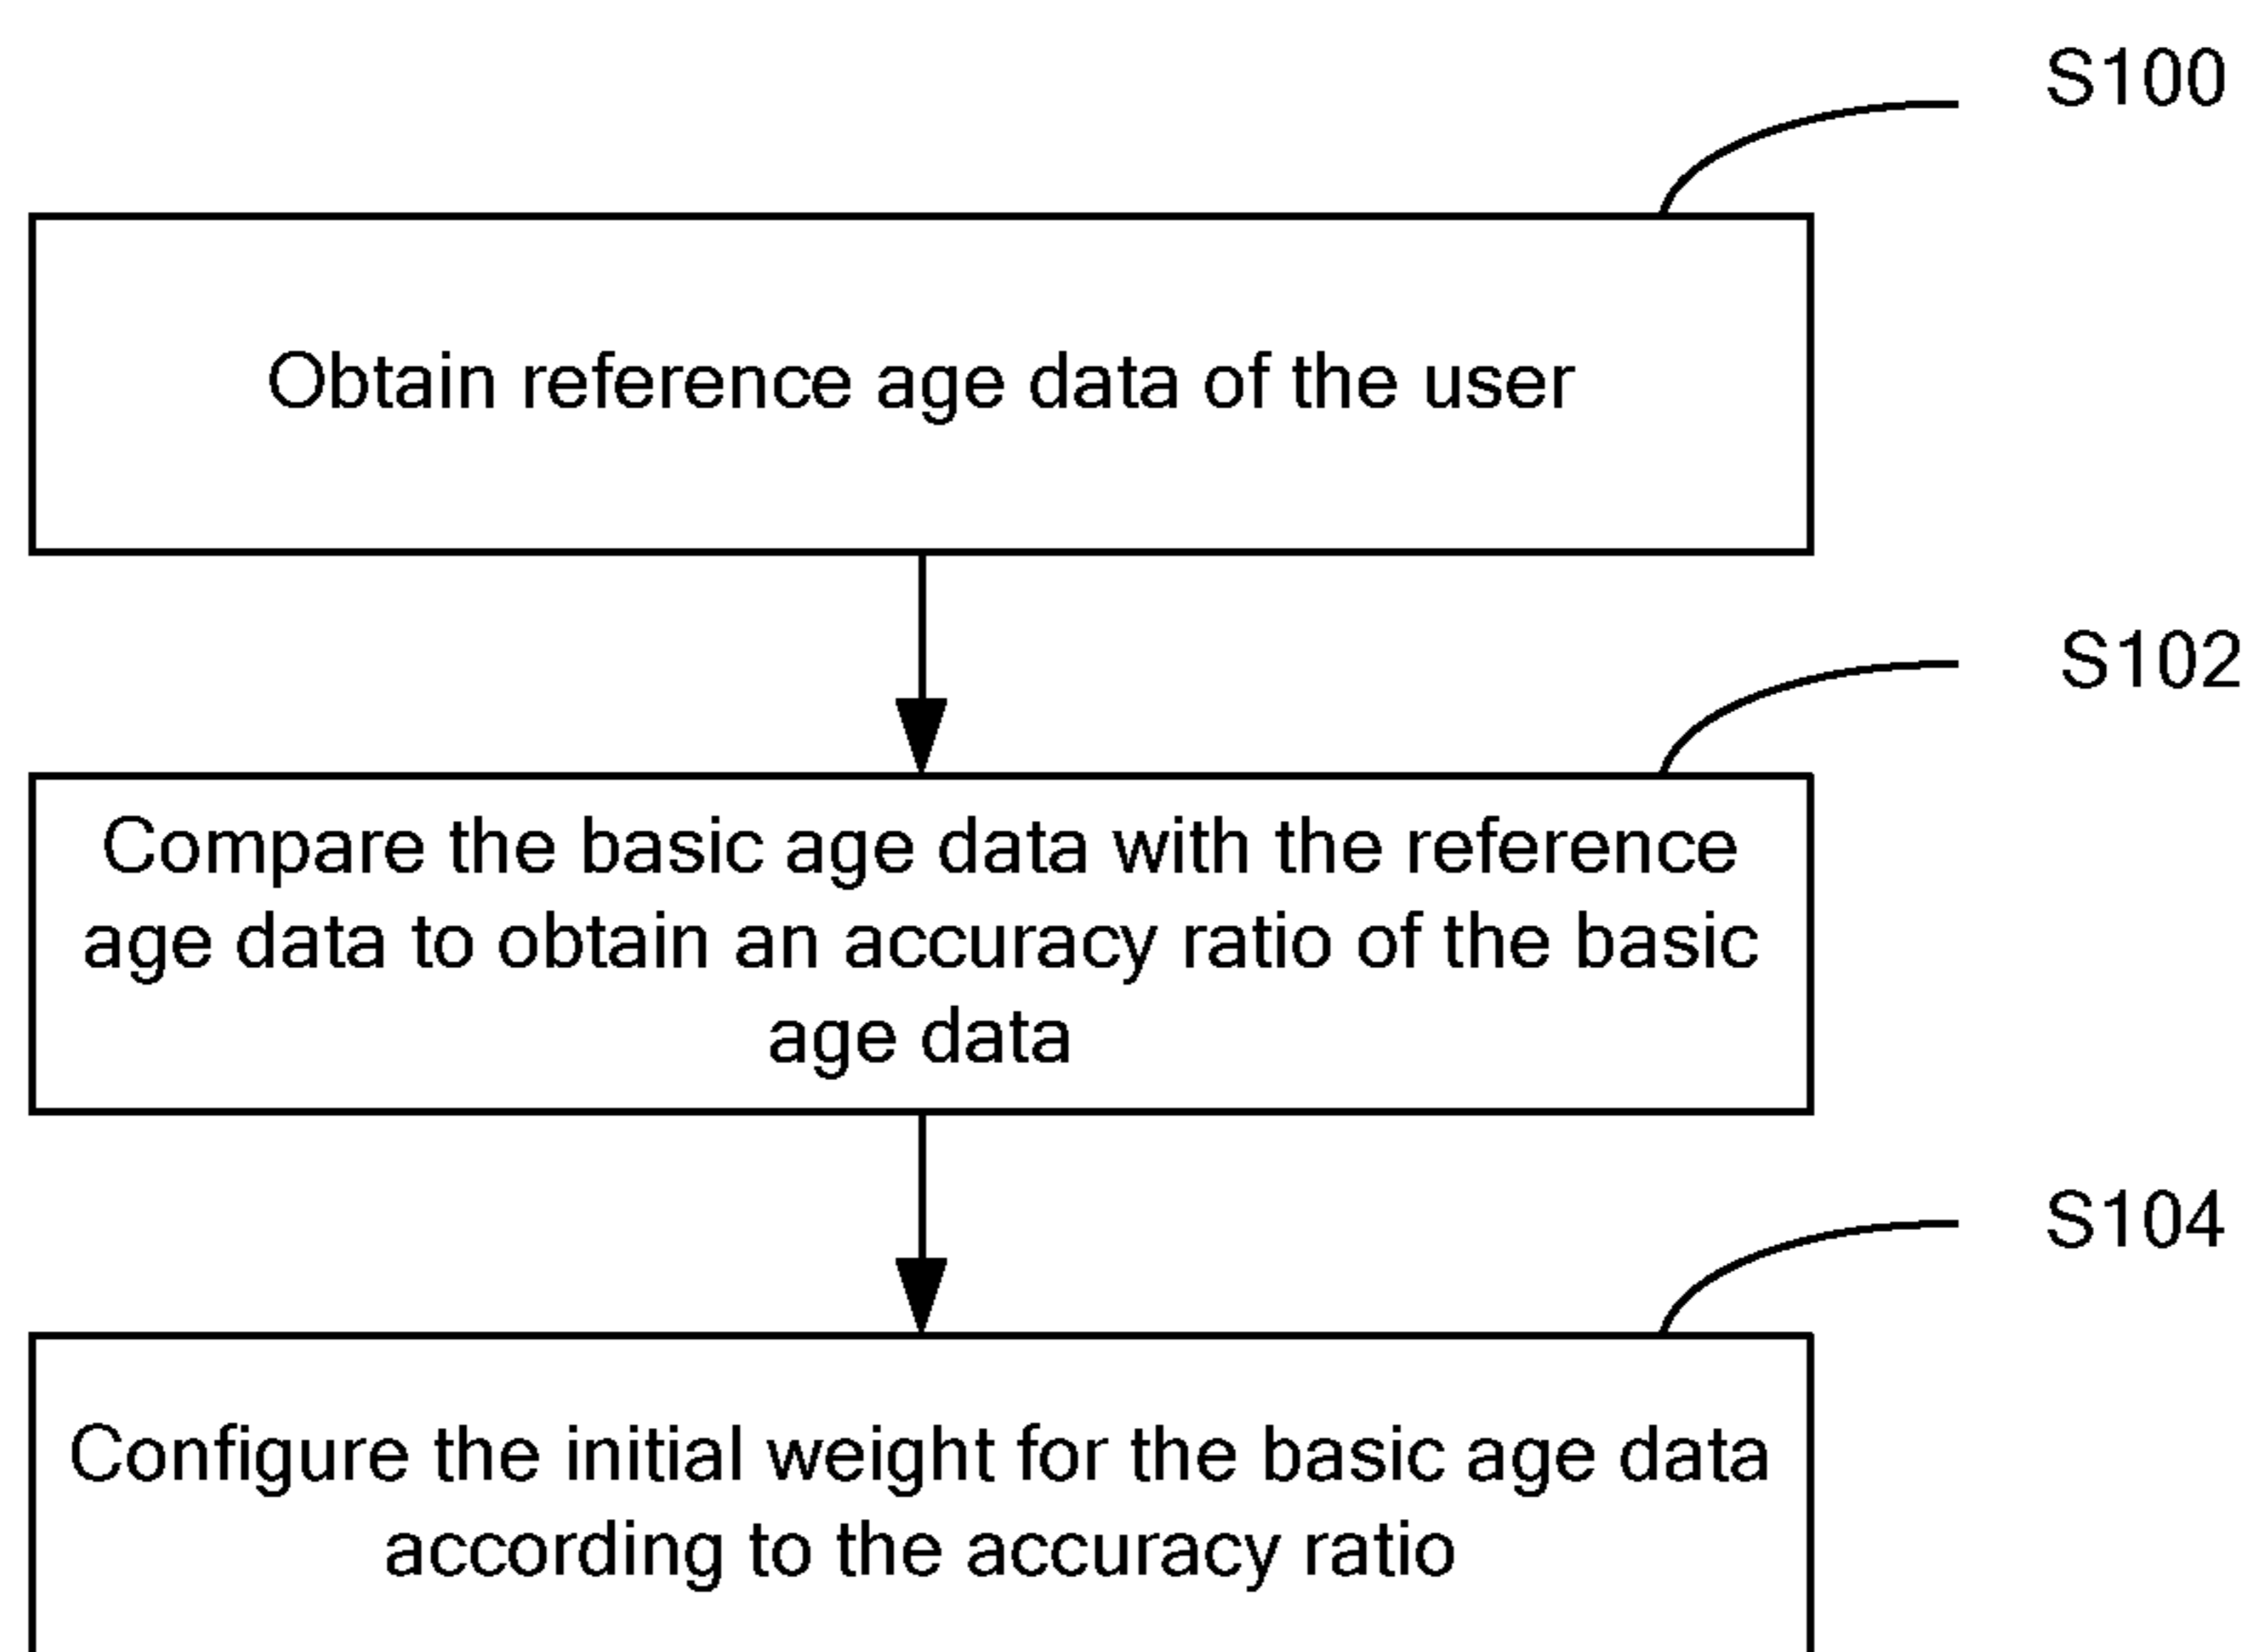 S100
Obtain reference age data of the user
S102
Compare the basic age data with the reference
age data to obtain an accuracy ratio of the basic
age data
S104
Configure the initial weight for the basic age data
according to the accuracy ratio